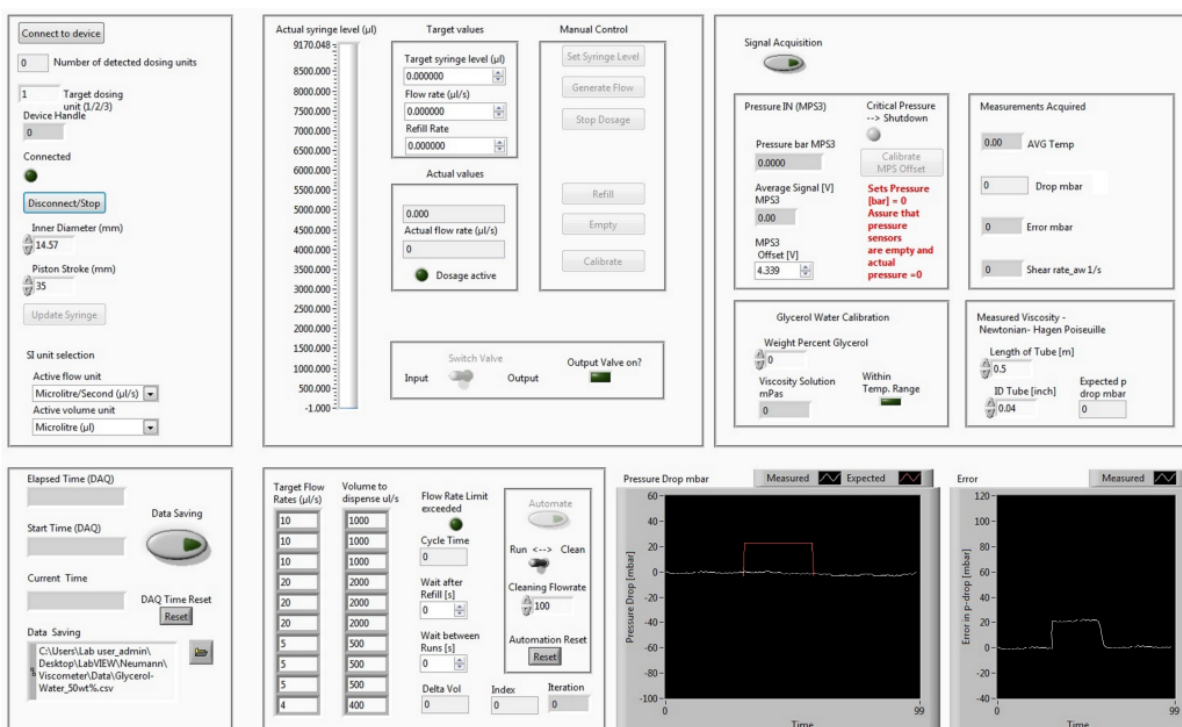 Connect to device
0 Number of detected dosing units
1 Target dosing
unit (1/2/3)
Device Handle
0
Connected
Disconnect/Stop
Inner Diameter (mm)
14.57
Piston Stroke (mm)
35
Update Syringe
SI unit selection
Active flow unit
Microlitre/Second (µl/s)
Active volume unit
Microlitre (µl)
Actual syringe level (µl)
9170.048
8500.000
8000.000
7500.000
7000.000
6500.000
6000.000
5500.000
5000.000
4500.000
4000.000
3500.000
3000.000
2500.000
2000.000
1500.000
1000.000
500.000
-1.000
Target values
Target syringe level (µl)
0.000000
Flow rate (µl/s)
0.000000
Refill Rate
0.000000
Actual values
0.000
Actual flow rate (µl/s)
0
Dosage active
Manual Control
Set Syringe Level
Generate Flow
Stop Dosage
Refill
Empty
Calibrate
Switch Valve
Input Output
Output Valve on?
Signal Acquisition
Pressure IN (MPS3)
Pressure bar MPS3
0.0000
Average Signal [V]
MPS3
0.00
MPS3
Offset [V]
4.339
Critical Pressure
--> Shutdown
Calibrate
MPS Offset
Sets Pressure
[bar] = 0
Assure that
pressure
sensors
are empty and
actual
pressure =0
Measurements Acquired
0.00 AVG Temp
0 Drop mbar
0 Error mbar
0 Shear rate_aw 1/s
Glycerol Water Calibration
Weight Percent Glycerol
0
Viscosity Solution
mPas
0
Within
Temp. Range
Measured Viscosity -
Newtonian- Hagen Poiseuille
Length of Tube [m]
0.5
ID Tube [inch]
0.04
Expected p
drop mbar
0
Elapsed Time (DAQ)
Start Time (DAQ)
Current Time
Data Saving
DAQ Time Reset
Reset
Data Saving
C:\Users\Lab user_admin\
Desktop\LabVIEW\Neumann\
Viscometer\Data\Glycerol-
Water_50wt%.csv
Target Flow
Rates (µl/s)
10
10
10
20
20
20
5
5
5
4
Volume to
dispense ul/s
1000
1000
1000
2000
2000
2000
500
500
500
400
Flow Rate Limit
exceeded
Cycle Time
0
Wait after
Refill [s]
0
Wait between
Runs [s]
0
Delta Vol
0
Index
0
Iteration
0
Automate
Run <--> Clean
Cleaning Flowrate
100
Automation Reset
Reset
Pressure Drop mbar
Measured Expected
Pressure Drop [mbar]
60
40
20
0
-20
-40
-60
-80
-100
0 99
Time
Error
Measured
Error in p-drop [mbar]
120
100
80
60
40
20
0
-20
-40
0 99
Time